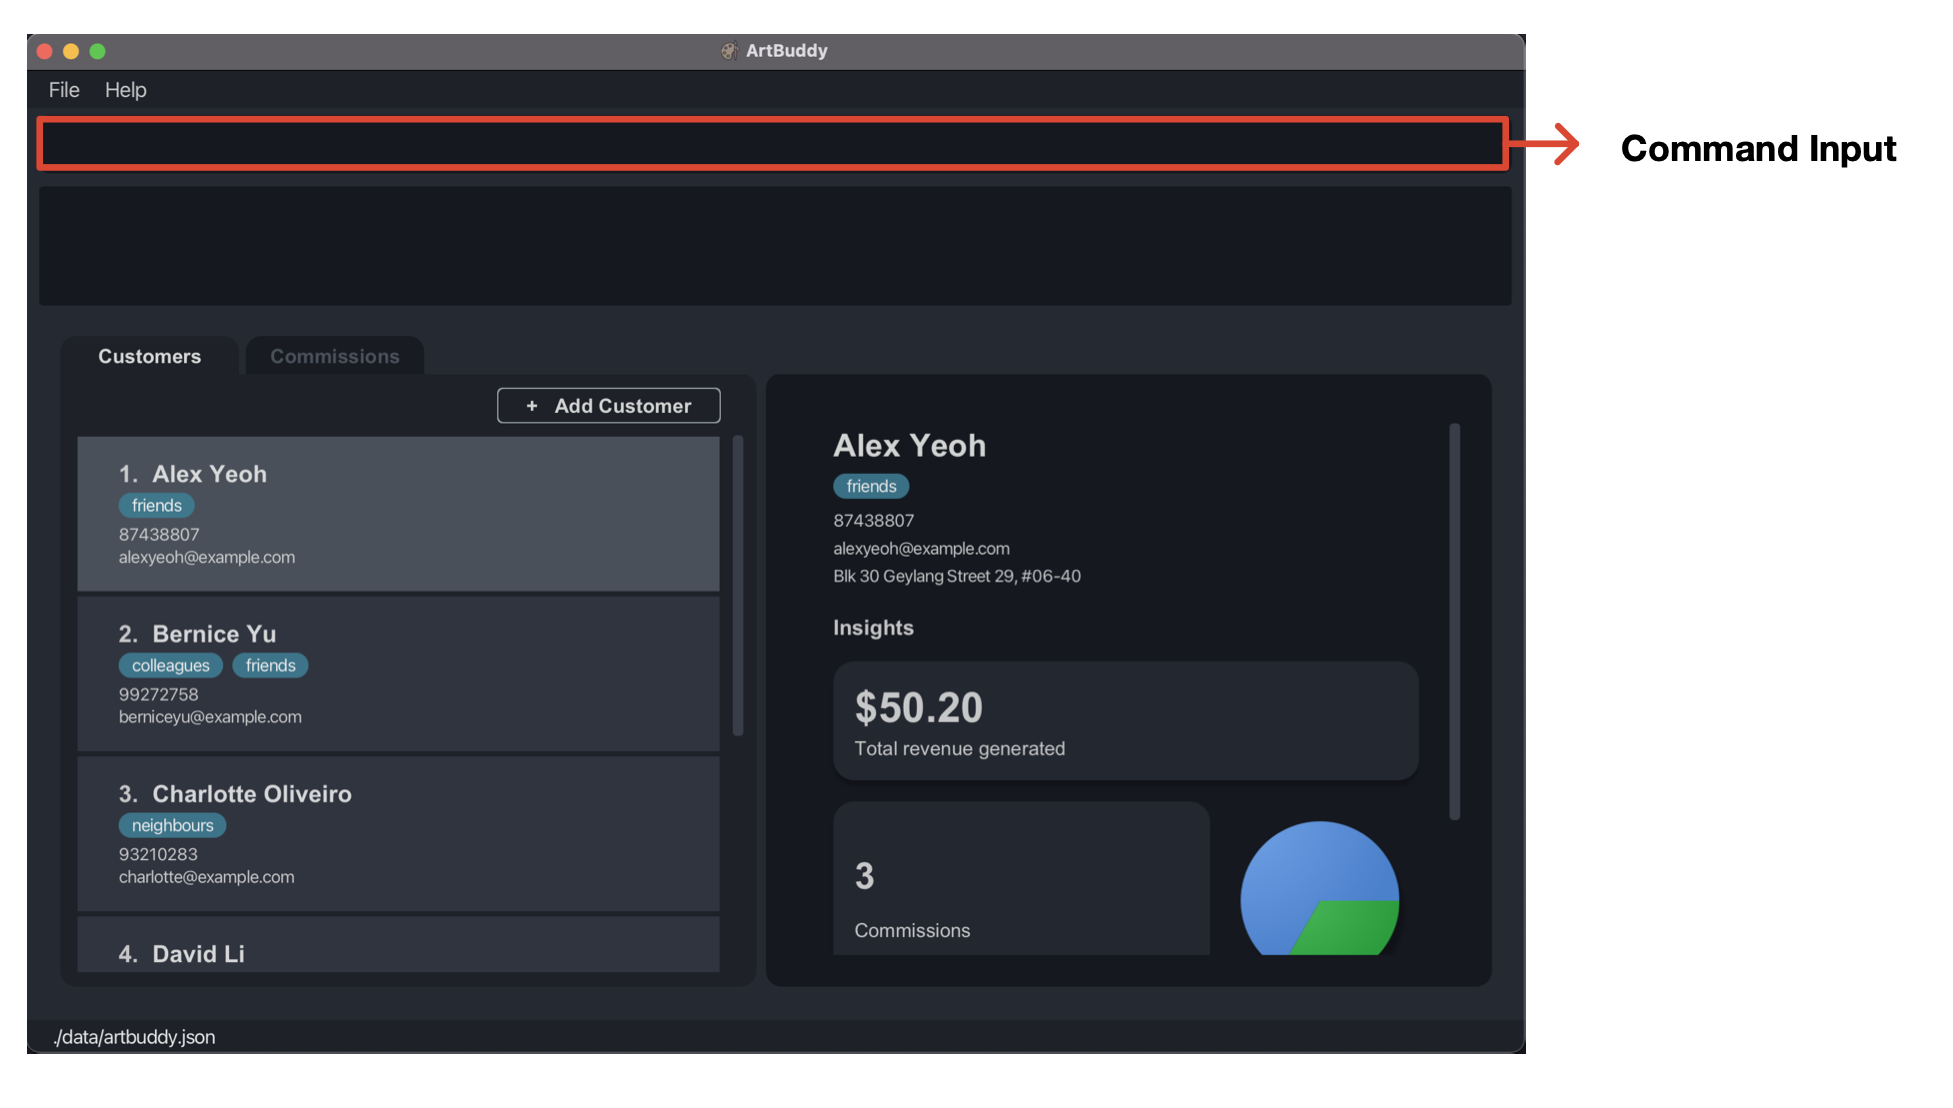 ArtBuddy
File Help
Command Input
Customers Commissions
+ Add Customer
1. Alex Yeoh
friends
87438807
alexyeoh@example.com
2. Bernice Yu
colleagues friends
99272758
berniceyu@example.com
3. Charlotte Oliveiro
neighbours
93210283
charlotte@example.com
4. David Li
Alex Yeoh
friends
87438807
alexyeoh@example.com
Blk 30 Geylang Street 29, #06-40
Insights
$50.20
Total revenue generated
3
Commissions
./data/artbuddy.json